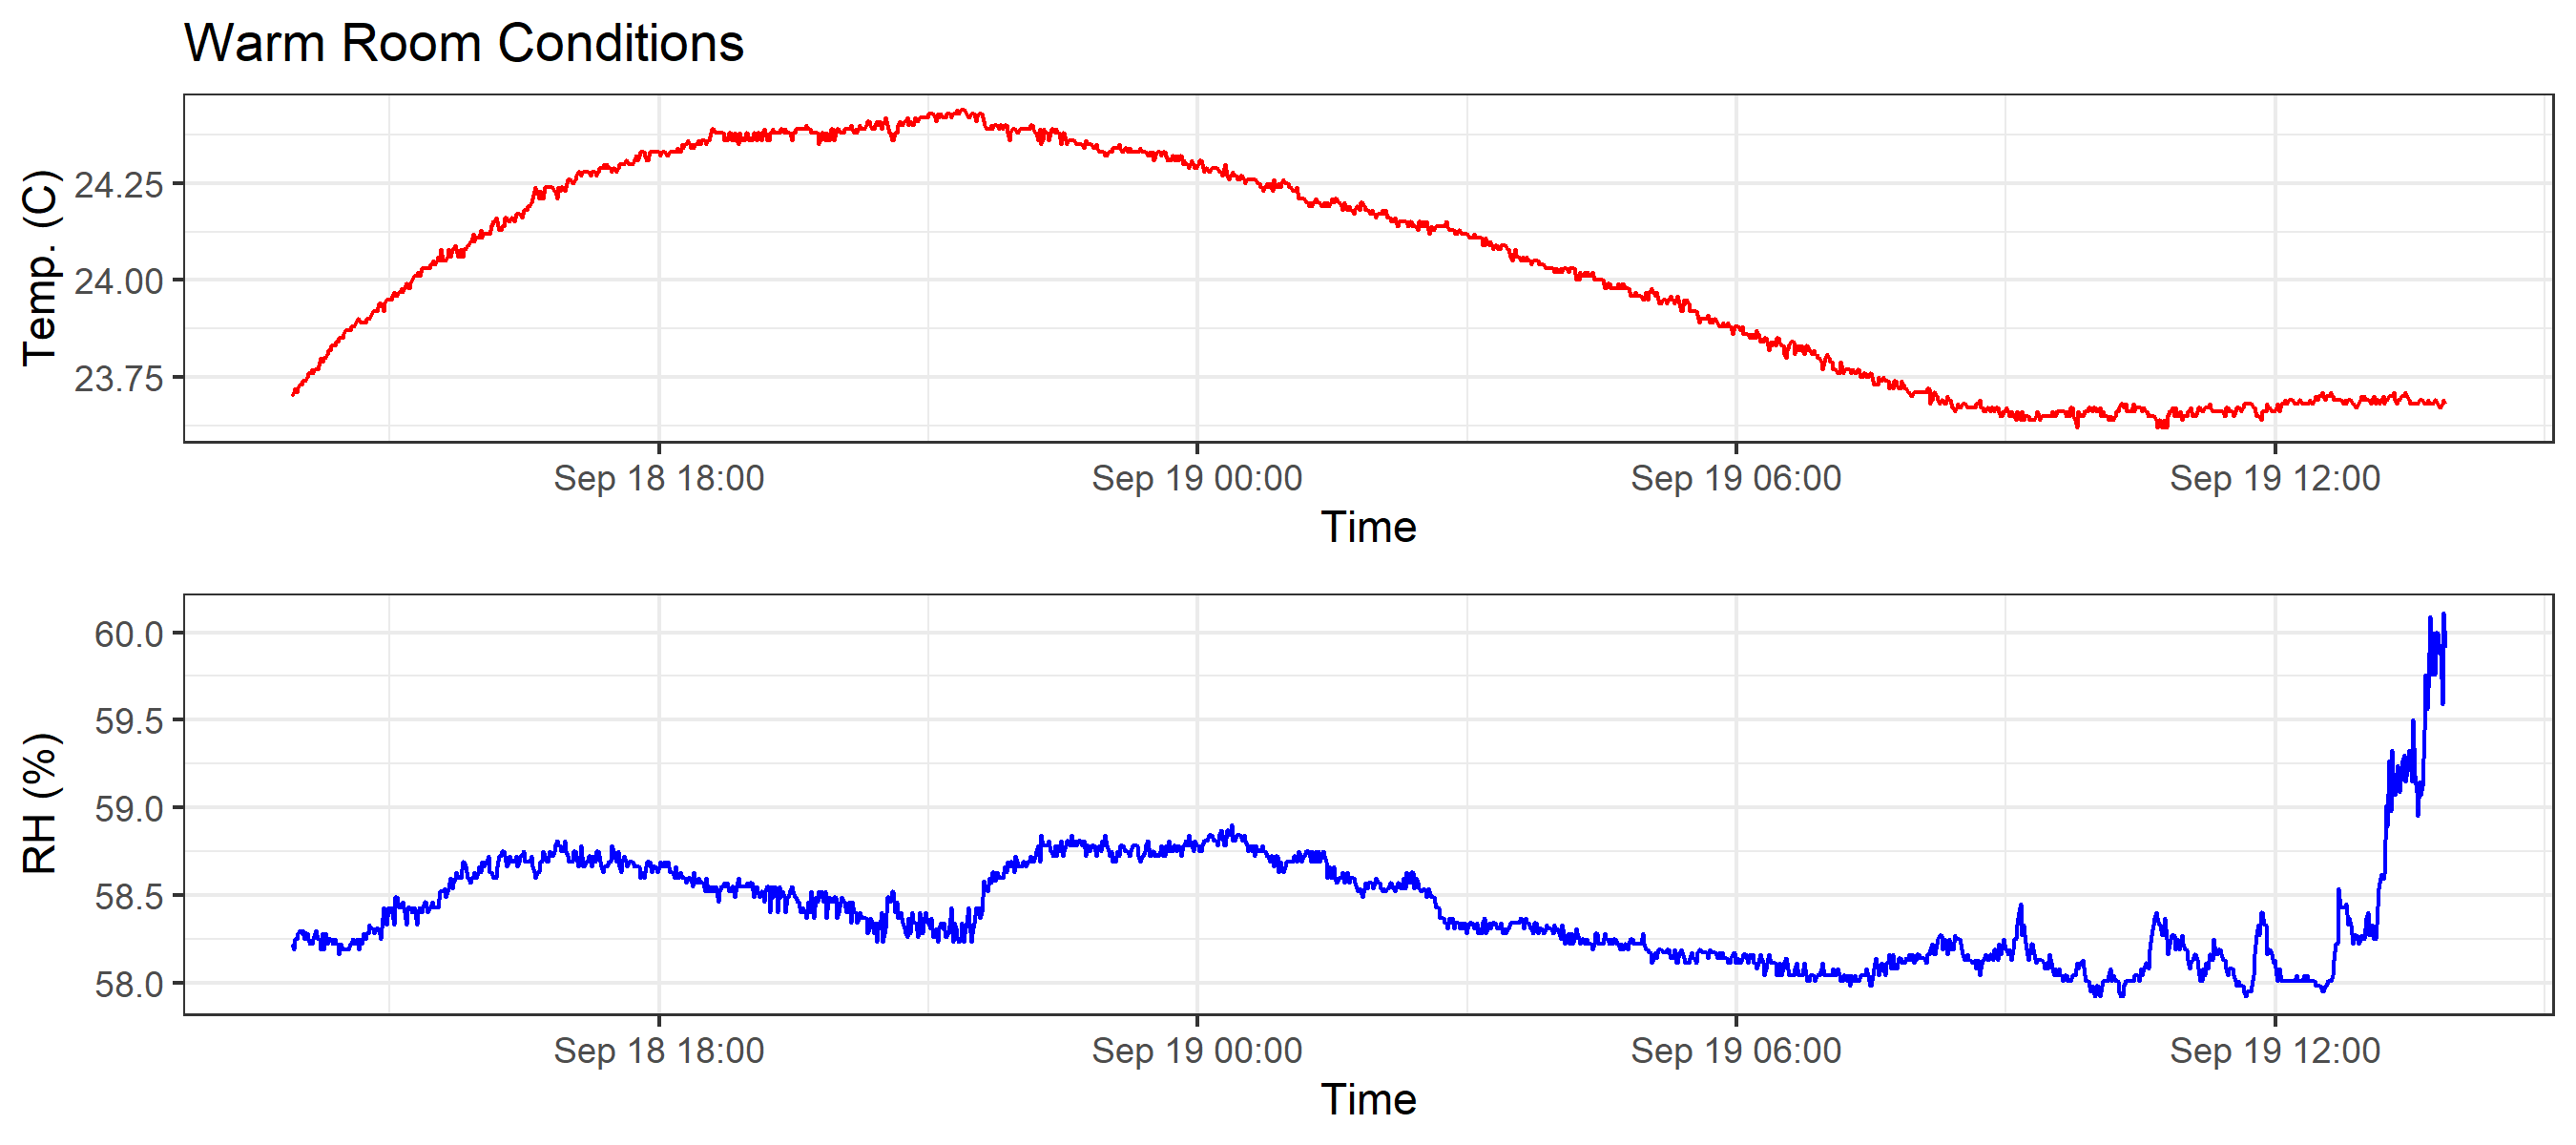 Warm Room Conditions
Temp. (C)
24.25
24.00
23.75
Sep 18 18:00 Sep 19 00:00 Sep 19 06:00 Sep 19 12:00
Time
RH (%)
60.0
59.5
59.0
58.5
58.0
Sep 18 18:00 Sep 19 00:00 Sep 19 06:00 Sep 19 12:00
Time